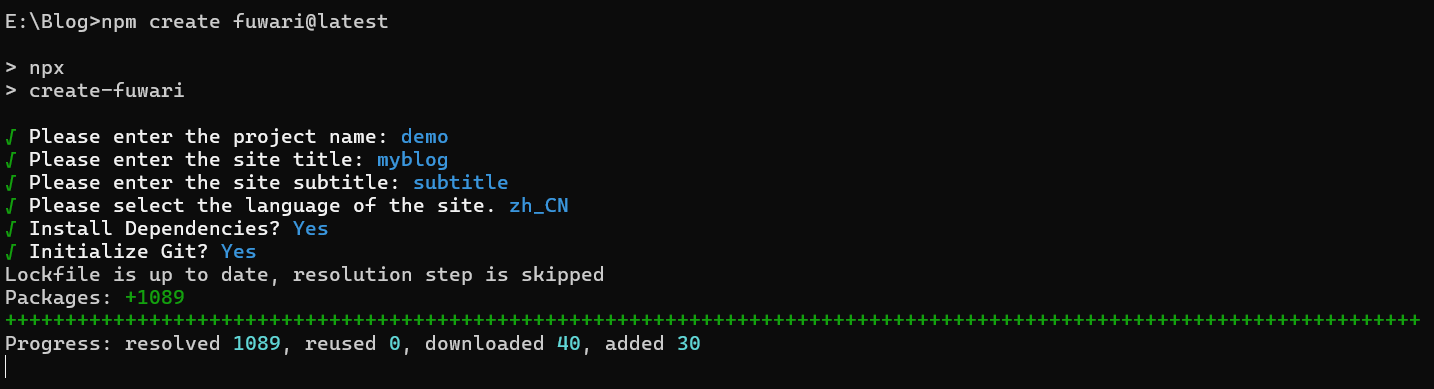 E:\Blog>npm create fuwari@latest
> npx
> create-fuwari
√ Please enter the project name: demo
√ Please enter the site title: myblog
√ Please enter the site subtitle: subtitle
√ Please select the language of the site. zh_CN
√ Install Dependencies? Yes
√ Initialize Git? Yes
Lockfile is up to date, resolution step is skipped
Packages: +1089
++++++++++++++++++++++++++++++++++++++++++++++++++++++++++++++++++++++++++++++++++++++++++++++++++++++++++++++++++++++
Progress: resolved 1089, reused 0, downloaded 40, added 30